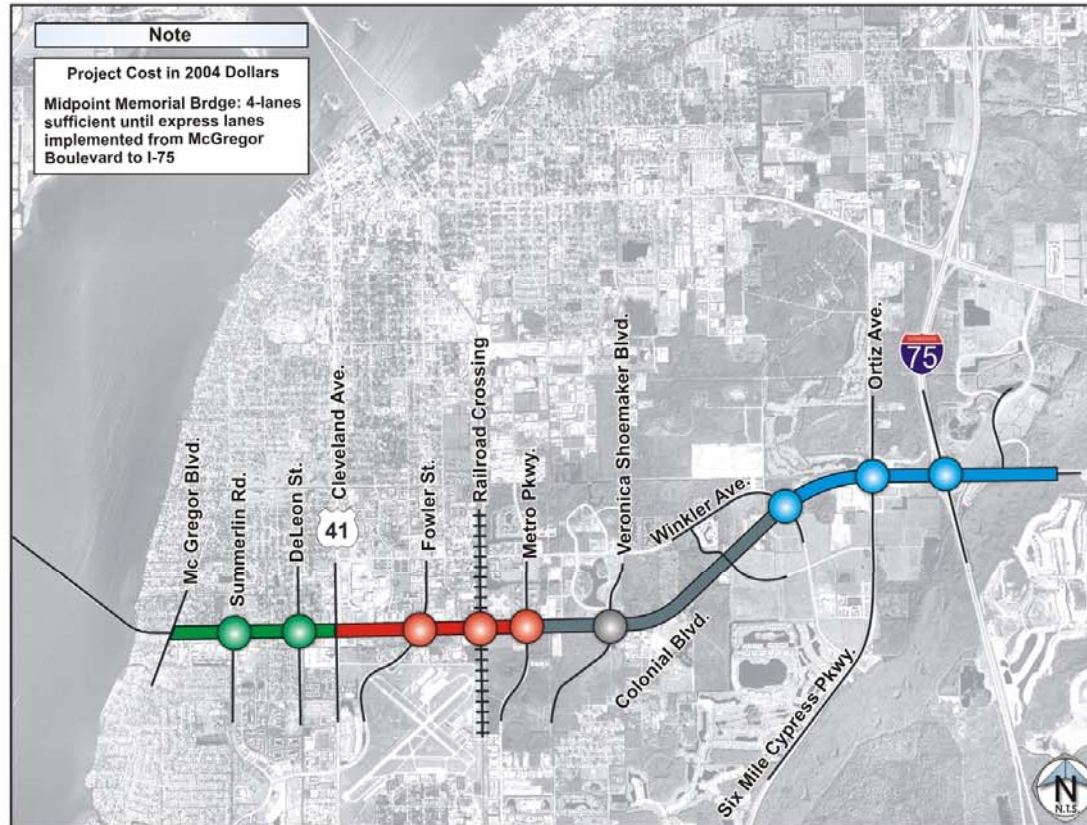 Note
Project Cost in 2004 Dollars
Midpoint Memorial Brdge: 4-lanes
sufficient until express lanes
implemented from McGregor
Boulevard to I-75
Mc Gregor Blvd.
Summerlin Rd.
DeLeon St.
Cleveland Ave.
41
Fowler St.
Railroad Crossing
Metro Pkwy.
Veronica Shoemaker Blvd.
Winkler Ave.
Colonial Blvd.
Ortiz Ave.
INTERSTATE
75
Six Mile Cypress Pkwy.
N
N.T.S.